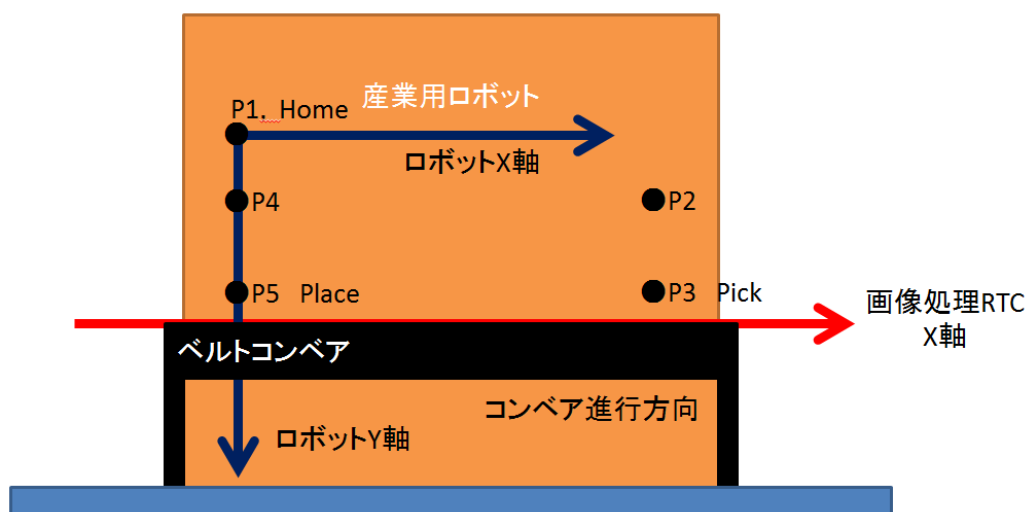 産業用ロボット
P1. Home
ロボットX軸
P4
P2
P5 Place
P3 Pick
画像処理RTC
X軸
ベルトコンベア
コンベア進行方向
ロボットY軸